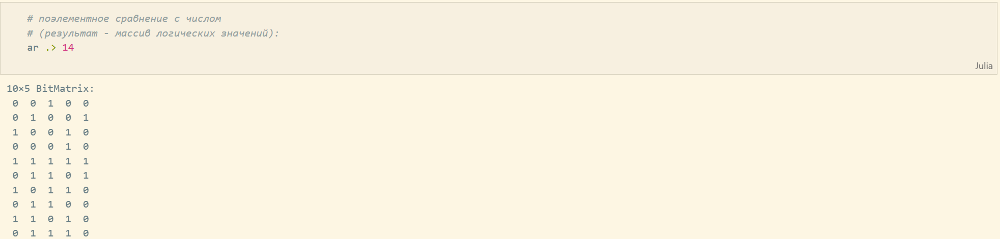 # поэлементное сравнение с числом
# (результат - массив логических значений):
ar .> 14
Julia
10×5 BitMatrix:
0 0 1 0 0
0 1 0 0 1
1 0 0 1 0
0 0 0 1 0
1 1 1 1 1
0 1 1 0 1
1 0 1 1 0
0 1 1 0 0
1 1 0 1 0
0 1 1 1 0